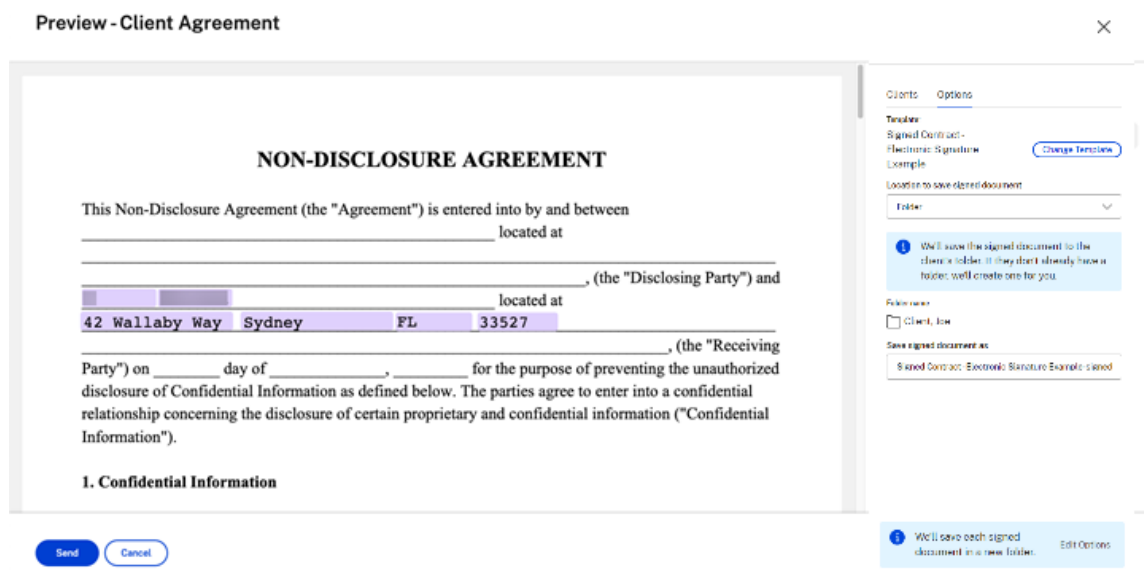 Preview - Client Agreement
NON-DISCLOSURE AGREEMENT
This Non-Disclosure Agreement (the "Agreement") is entered into by and between
located at
, (the "Disclosing Party") and
located at
42 Wallaby Way Sydney FL 33527
, (the "Receiving
Party") on ________ day of ______________, _________ for the purpose of preventing the unauthorized
disclosure of Confidential Information as defined below. The parties agree to enter into a confidential
relationship concerning the disclosure of certain proprietary and confidential information ("Confidential
Information").
1. Confidential Information
Send Cancel
Clients Options
Template
Signed Contract -
Electronic Signature
Example
Change Template
Location to save signed document
Folder
We'll save the signed document to the
client's folder. If they don't already have a
folder, we'll create one for you.
Folder name
Client, Joe
Save signed document as
Signed Contract - Electronic Signature Example-signed
We'll save each signed
document in a new folder.
Edit Options